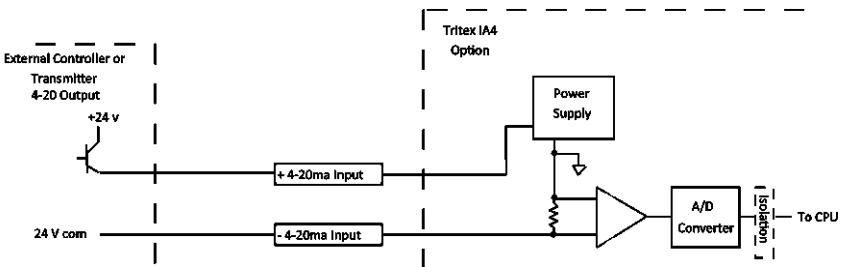 Tritex IA4
Option
External Controller or
Transmitter
4-20 Output
+24 v
Power
Supply
+ 4-20ma Input
A/D
Converter
Isolation
To CPU
24 V com
- 4-20ma Input